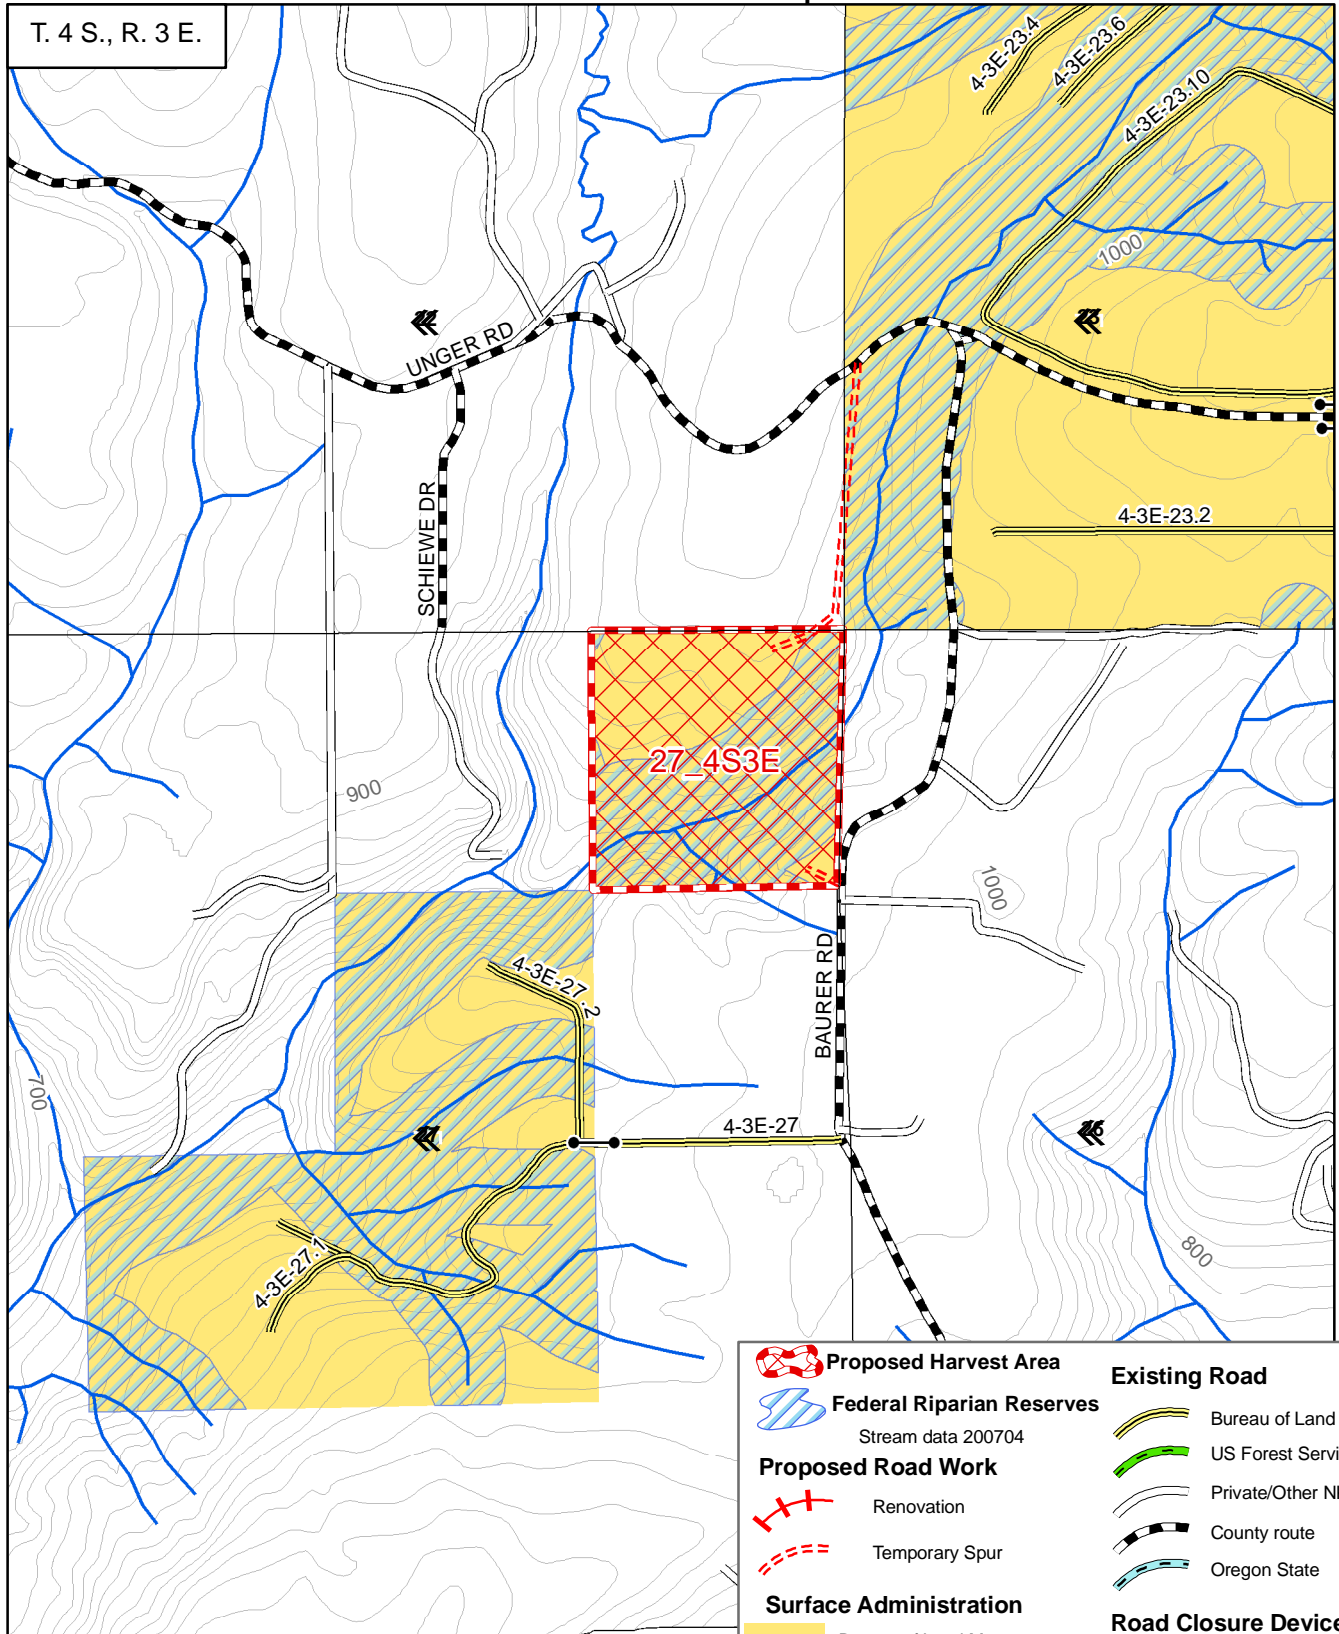 T. 4 S., R. 3 E.
4-3E-23.4
4-3E-23.6
4-3E-23.10
1000
UNGER RD
SCHIEWE DR
4-3E-23.2
27_4S3E
900
1000
4-3E-27.2
BAURER RD
700
4-3E-27
4-3E-27.1
800
Proposed Harvest Area
Federal Riparian Reserves
Stream data 200704
Proposed Road Work
Renovation
Temporary Spur
Surface Administration
Existing Road
Bureau of Land
US Forest Servi
Private/Other
County route
Oregon State
Road Closure Device